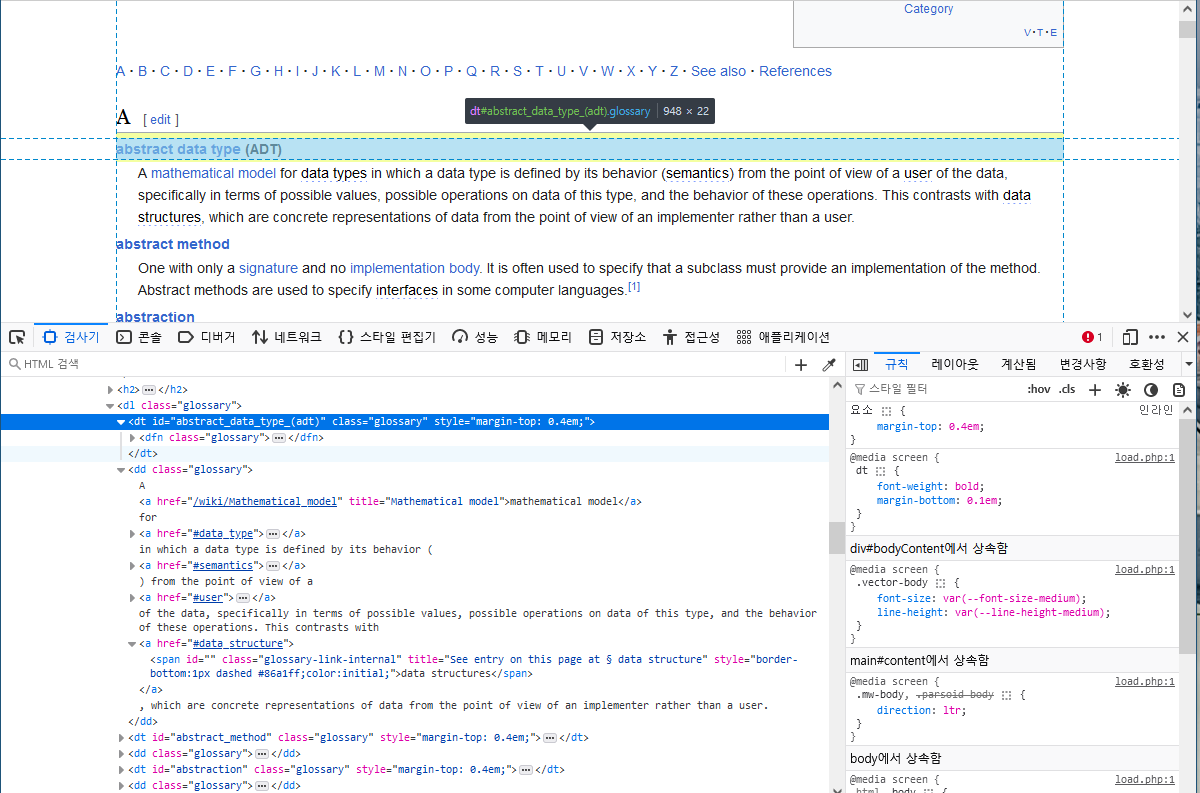 Category
V · T · E
A · B · C · D · E · F · G · H · I · J · K · L · M · N · O · P · Q · R · S · T · U · V · W · X · Y · Z · See also · References
A [ edit ]
dt#abstract_data_type_(adt).glossary 948 × 22
abstract data type (ADT)
A mathematical model for data types in which a data type is defined by its behavior (semantics) from the point of view of a user of the data,
specifically in terms of possible values, possible operations on data of this type, and the behavior of these operations. This contrasts with data
structures, which are concrete representations of data from the point of view of an implementer rather than a user.
abstract method
One with only a signature and no implementation body. It is often used to specify that a subclass must provide an implementation of the method.
Abstract methods are used to specify interfaces in some computer languages.[1]
abstraction
검사기 콘솔 디버거 네트워크 스타일 편집기 성능 메모리 저장소 접근성 애플리케이션 1
HTML 검색
<h2> ... </h2>
<dl class="glossary">
<dt id="abstract_data_type_(adt)" class="glossary" style="margin-top: 0.4em;">
<dfn class="glossary"> ... </dfn>
</dt>
<dd class="glossary">
A
<a href="/wiki/Mathematical_model" title="Mathematical model">mathematical model</a>
for
<a href="#data_type"> ... </a>
in which a data type is defined by its behavior (
<a href="#semantics"> ... </a>
) from the point of view of a
<a href="#user"> ... </a>
of the data, specifically in terms of possible values, possible operations on data of this type, and the behavior
of these operations. This contrasts with
<a href="#data_structure">
<span id="" class="glossary-link-internal" title="See entry on this page at § data structure" style="border-
bottom:1px dashed #86a1ff;color:initial;">data structures</span>
</a>
, which are concrete representations of data from the point of view of an implementer rather than a user.
</dd>
<dt id="abstract_method" class="glossary" style="margin-top: 0.4em;"> ... </dt>
<dd class="glossary"> ... </dd>
<dt id="abstraction" class="glossary" style="margin-top: 0.4em;"> ... </dt>
<dd class="glossary"> ... </dd>
규칙 레이아웃 계산됨 변경사항 호환성
스타일 필터 :hov .cls
요소 { 인라인
margin-top: 0.4em;
}
@media screen { load.php:1
dt {
font-weight: bold;
margin-bottom: 0.1em;
}
}
div#bodyContent에서 상속함
@media screen { load.php:1
.vector-body {
font-size: var(--font-size-medium);
line-height: var(--line-height-medium);
}
}
main#content에서 상속함
@media screen { load.php:1
.mw-body, .parsoid-body {
direction: ltr;
}
}
body에서 상속함
@media screen { load.php:1
html, body {